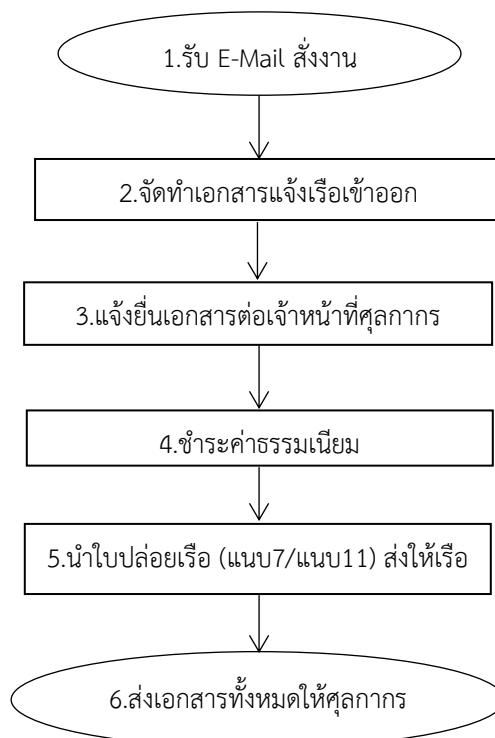 1.รับ E-Mail สั่งงาน
2.จัดทำเอกสารแจ้งเรือเข้าออก
3.แจ้งยื่นเอกสารต่อเจ้าหน้าที่ศุลกากร
4.ชำระค่าธรรมเนียม
5.นำใบปล่อยเรือ (แนบ7/แนบ11) ส่งให้เรือ
6.ส่งเอกสารทั้งหมดให้ศุลกากร